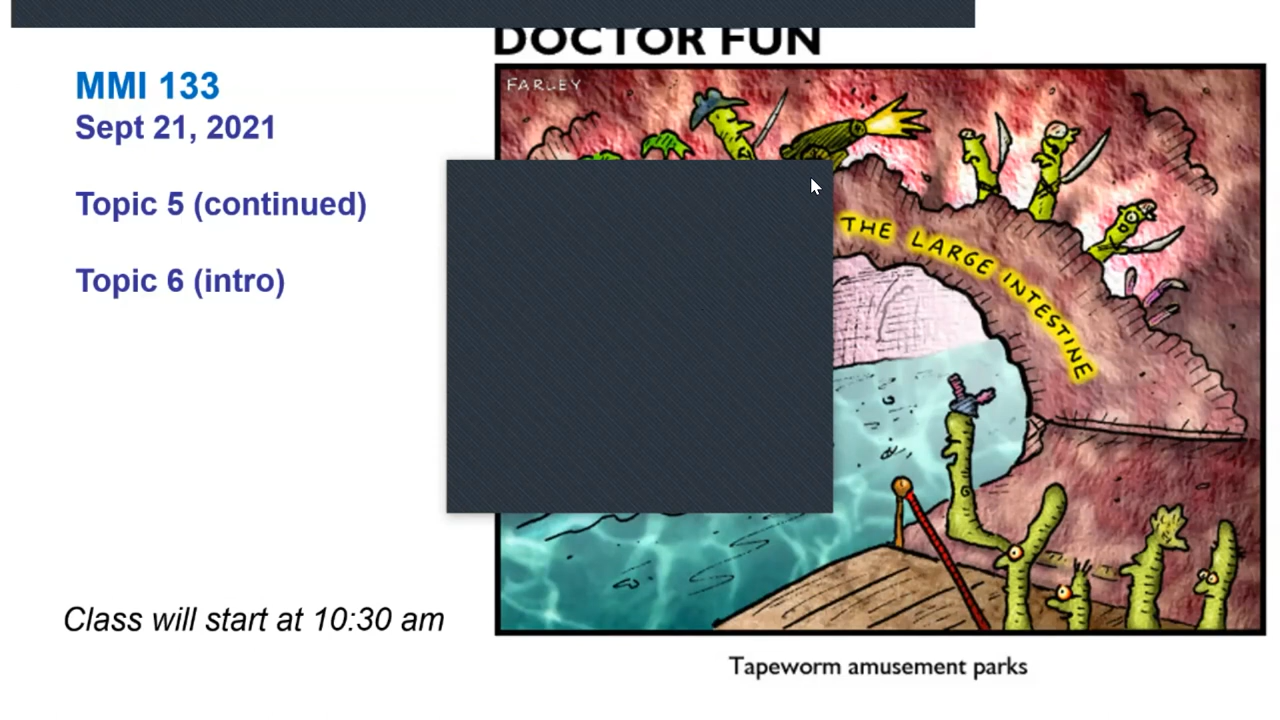 DOCTOR FUN
MMI 133
Sept 21, 2021
Topic 5 (continued)
Topic 6 (intro)
Class will start at 10:30 am
FARLEY
THE LARGE INTESTINE
Tapeworm amusement parks